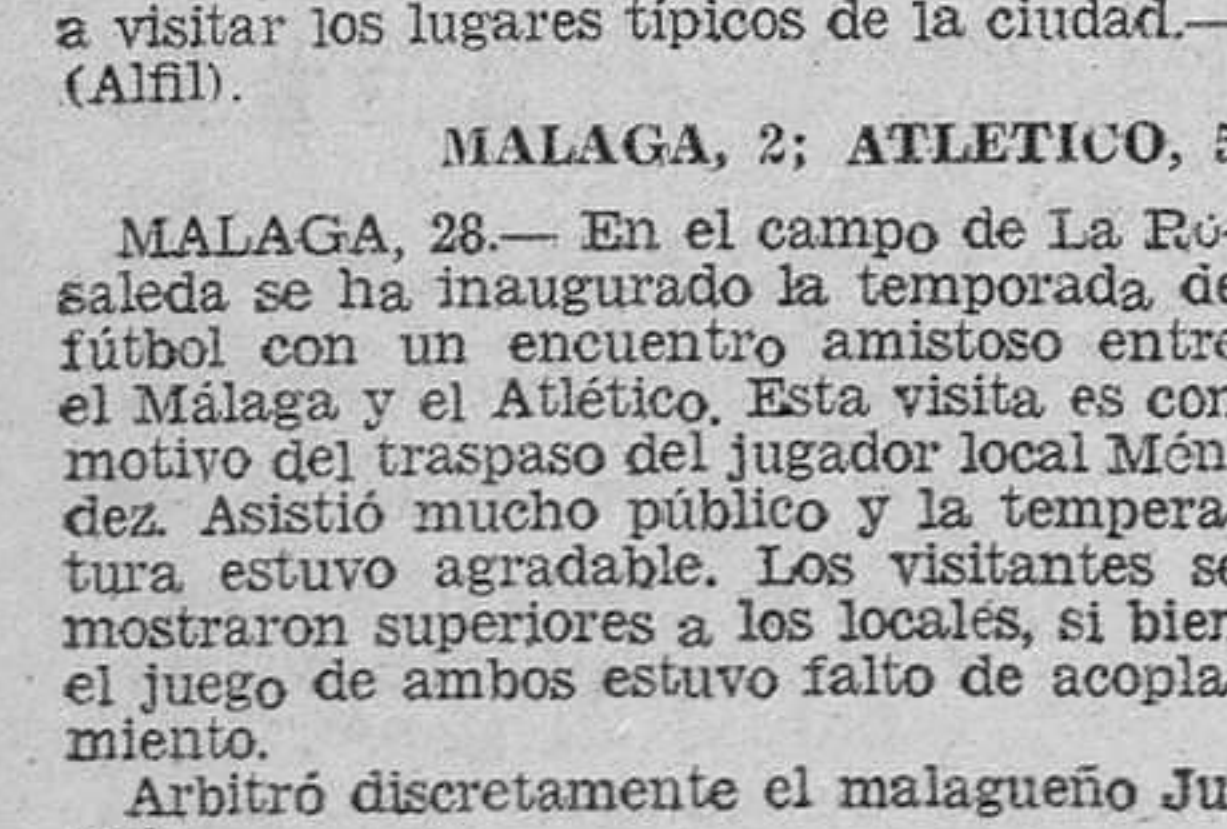 a visitar los lugares típicos de la ciudad.—
(Alfil).
MALAGA, 2; ATLETICO, 5
MALAGA, 28.— En el campo de La Ro-
saleda se ha inaugurado la temporada de
fútbol con un encuentro amistoso entre
el Málaga y el Atlético. Esta visita es con
motivo del traspaso del jugador local Mén-
dez. Asistió mucho público y la tempera-
tura estuvo agradable. Los visitantes se
mostraron superiores a los locales, si bien
el juego de ambos estuvo falto de acopla-
miento.
Arbitró discretamente el malagueño Ju